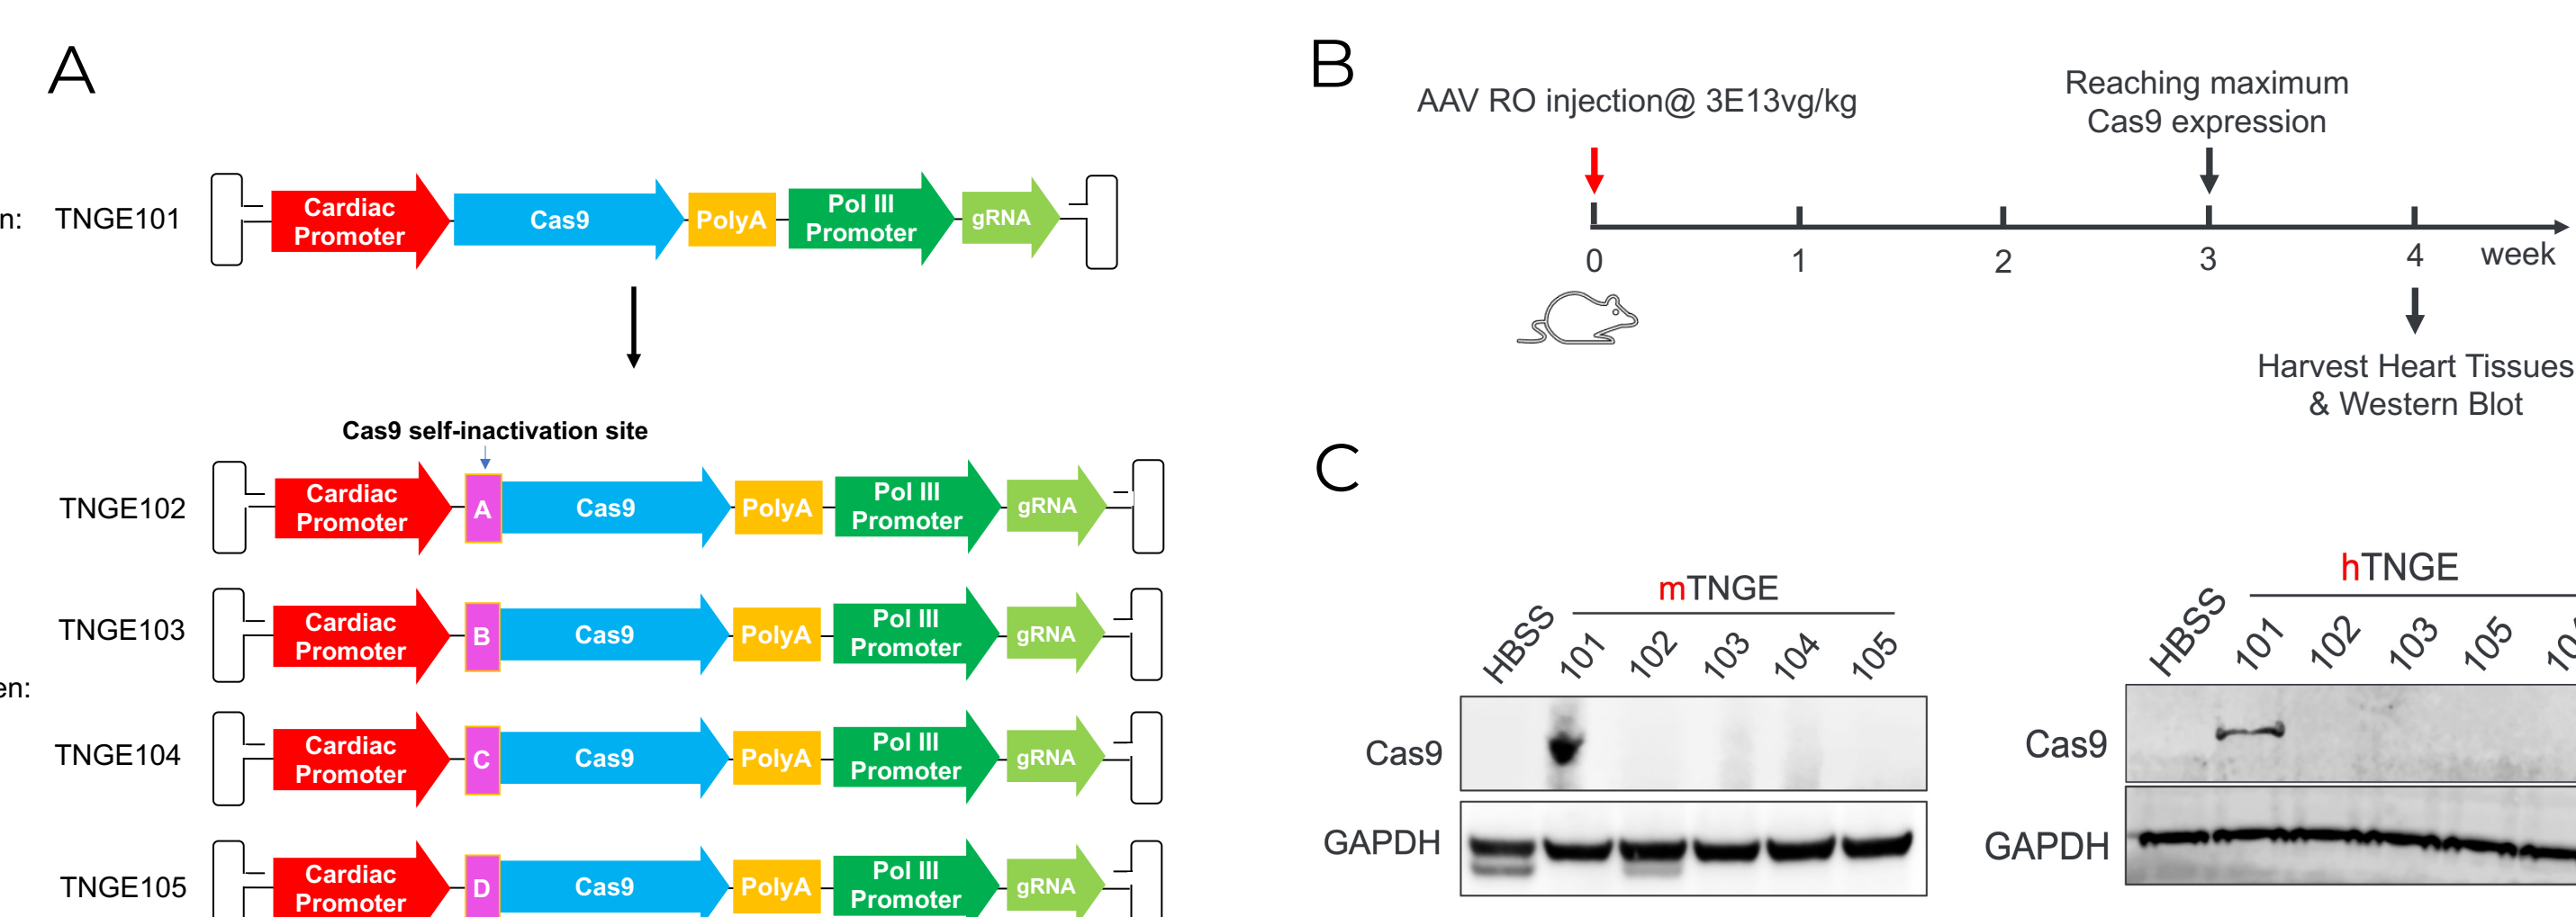 A
n:
TNGE101
Cardiac
Promoter
Cas9
PolyA
Pol III
Promoter
gRNA
Cas9 self-inactivation site
TNGE102
Cardiac
Promoter
A
Cas9
PolyA
Pol III
Promoter
gRNA
TNGE103
Cardiac
Promoter
B
Cas9
PolyA
Pol III
Promoter
gRNA
en:
TNGE104
Cardiac
Promoter
C
Cas9
PolyA
Pol III
Promoter
gRNA
TNGE105
Cardiac
Promoter
D
Cas9
PolyA
Pol III
Promoter
gRNA
B
AAV RO injection@ 3E13vg/kg
Reaching maximum
Cas9 expression
0 1 2 3 4 week
Harvest Heart Tissues
& Western Blot
C
mTNGE
HBSS 101 102 103 104 105
Cas9
GAPDH
hTNGE
HBSS 101 102 103 105
Cas9
GAPDH